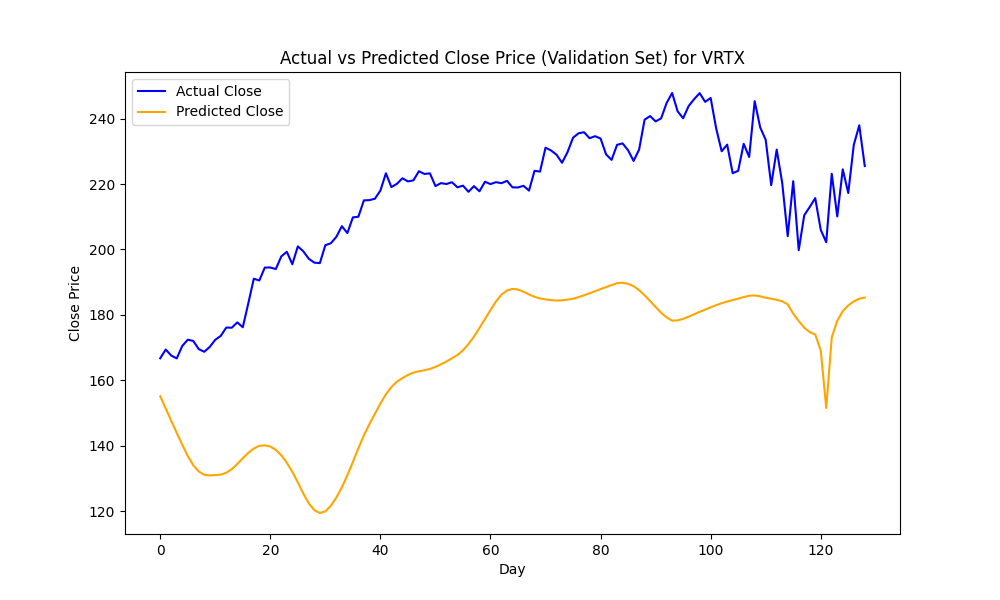 Actual vs Predicted Close Price (Validation Set) for VRTX
Actual Close
Predicted Close
Close Price
240
220
200
180
160
140
120
0 20 40 60 80 100 120
Day